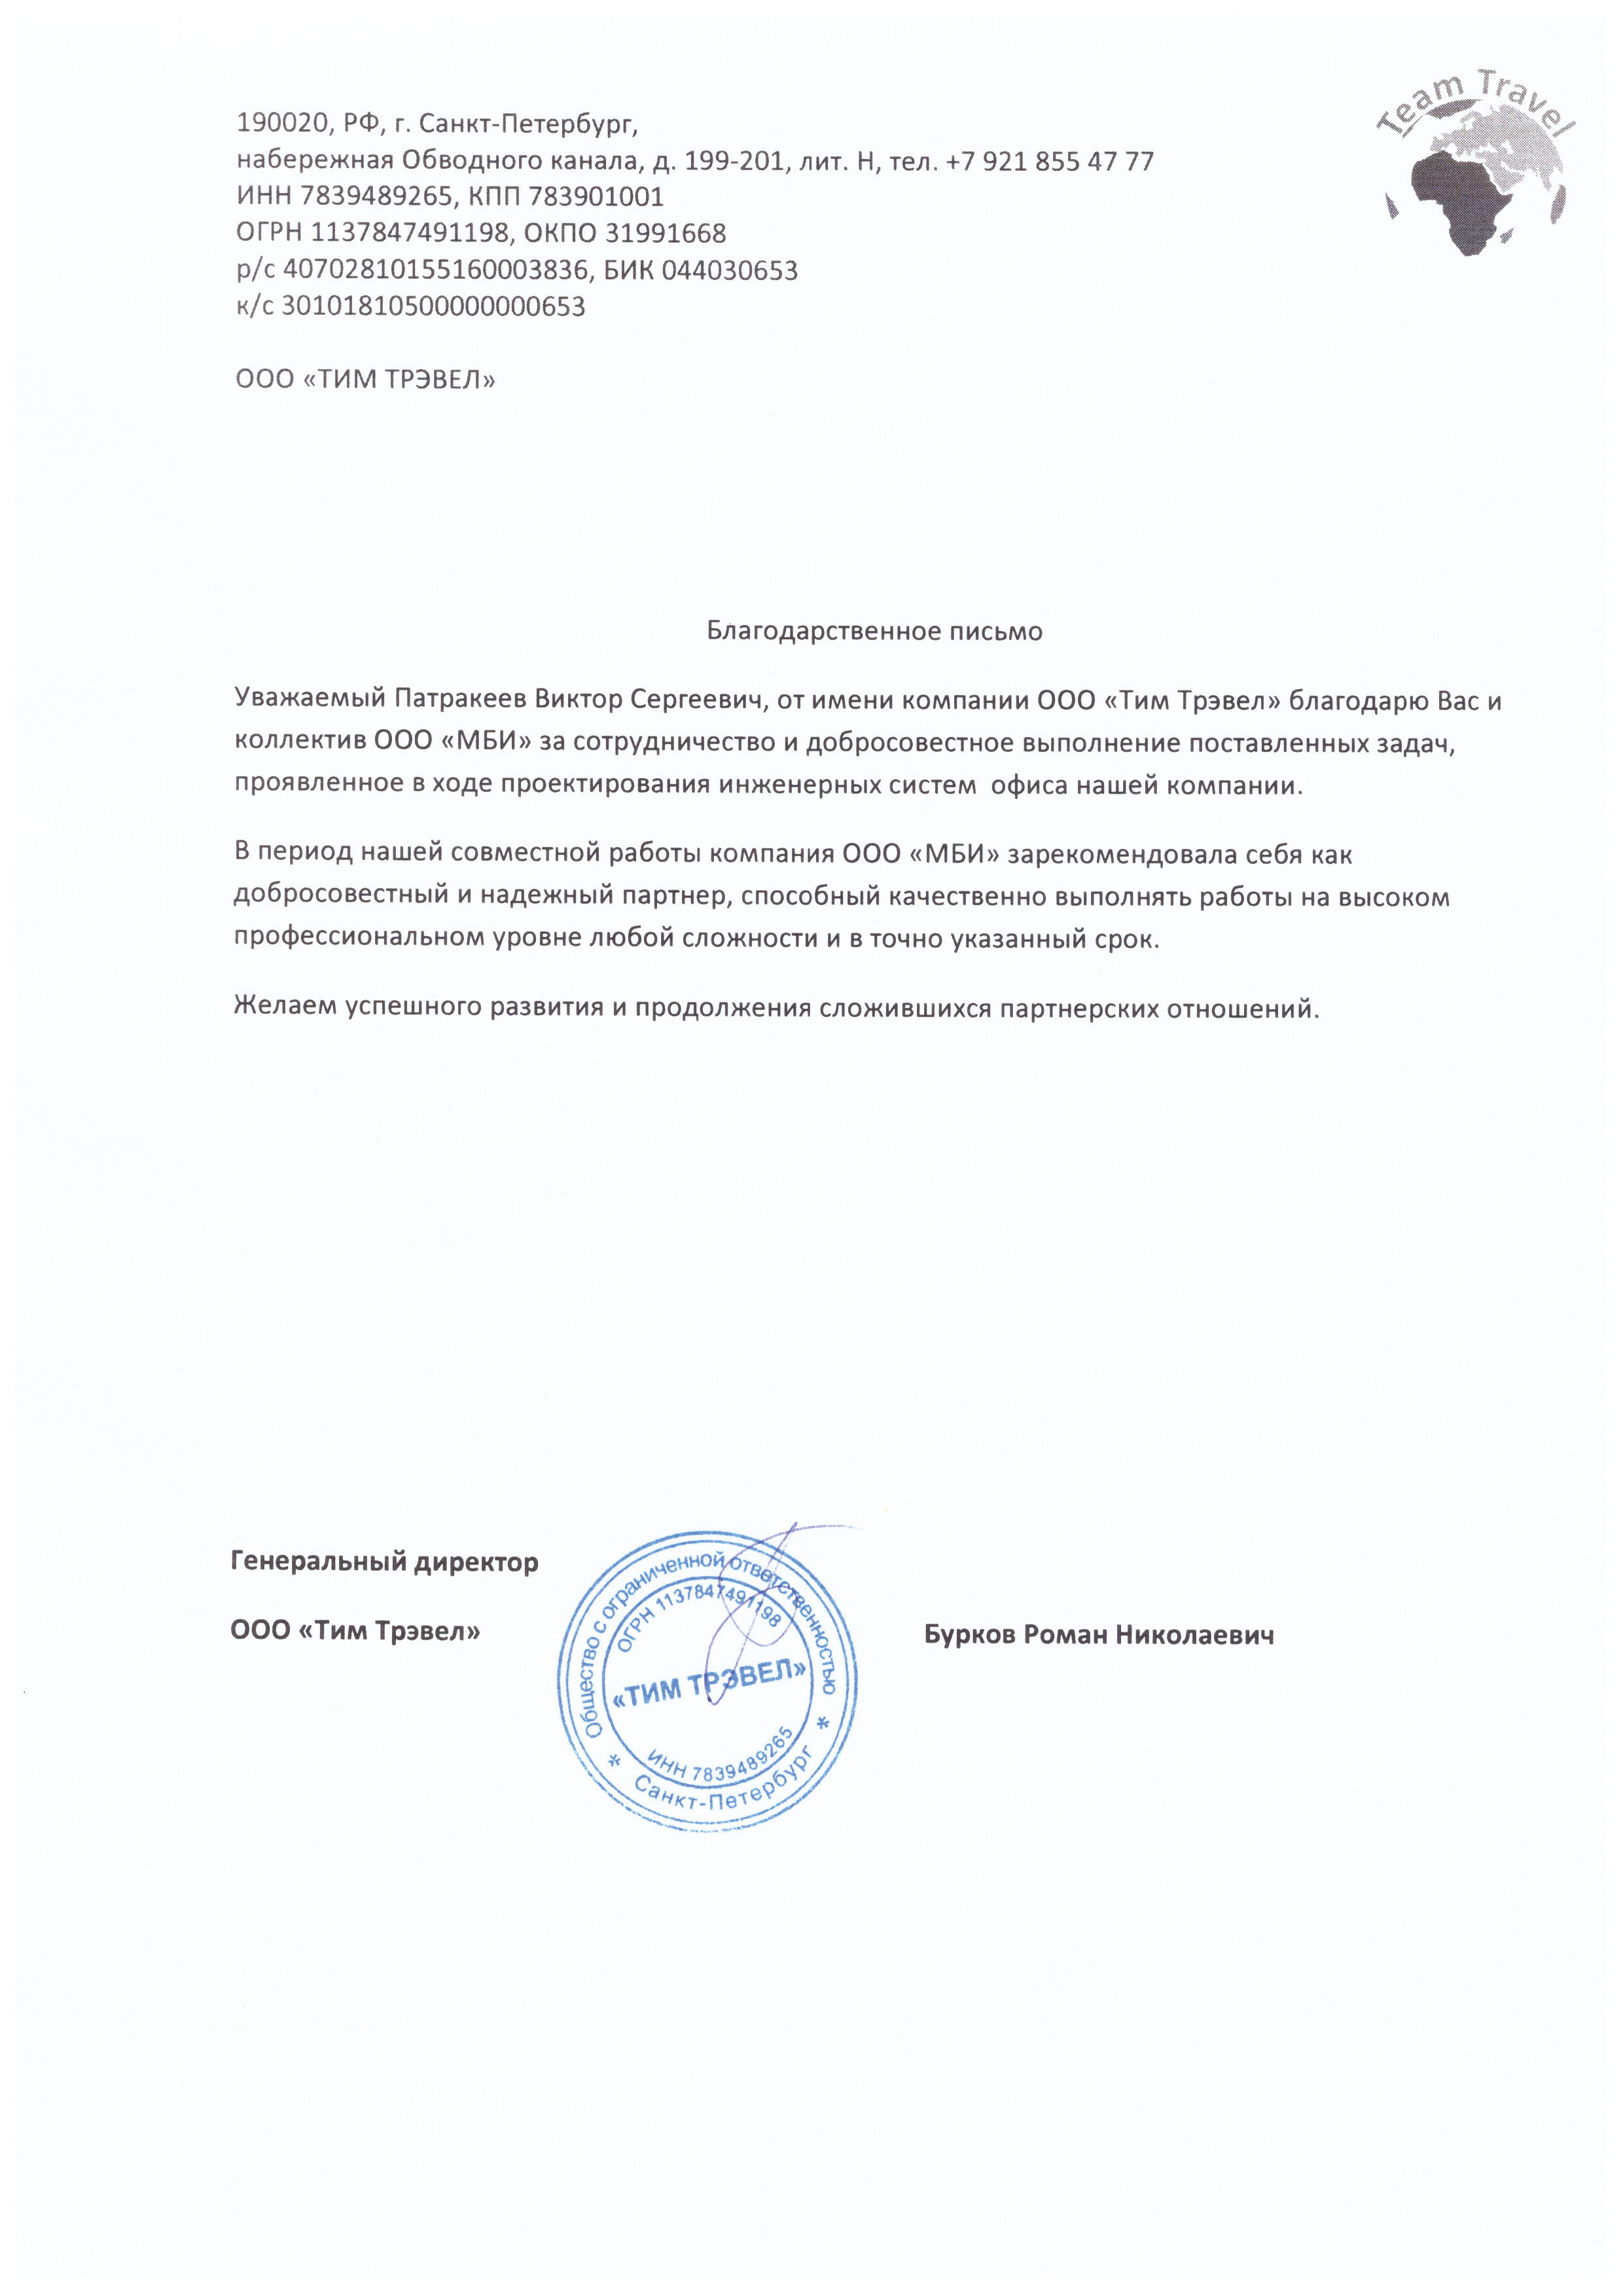 Team Travel
190020, РФ, г. Санкт-Петербург,
набережная Обводного канала, д. 199-201, лит. Н, тел. +7 921 855 47 77
ИНН 7839489265, КПП 783901001
ОГРН 1137847491198, ОКПО 31991668
р/с 40702810155160003836, БИК 044030653
к/с 30101810500000000653
ООО «ТИМ ТРЭВЕЛ»
Благодарственное письмо
Уважаемый Патракеев Виктор Сергеевич, от имени компании ООО «Тим Трэвел» благодарю Вас и
коллектив ООО «МБИ» за сотрудничество и добросовестное выполнение поставленных задач,
проявленное в ходе проектирования инженерных систем  офиса нашей компании.
В период нашей совместной работы компания ООО «МБИ» зарекомендовала себя как
добросовестный и надежный партнер, способный качественно выполнять работы на высоком
профессиональном уровне любой сложности и в точно указанный срок.
Желаем успешного развития и продолжения сложившихся партнерских отношений.
Генеральный директор
ООО «Тим Трэвел»
Бурков Роман Николаевич
Общество с ограниченной ответственностью
ОГРН 1137847491198
«ТИМ ТРЭВЕЛ»
ИНН 7839489265
* Санкт-Петербург *